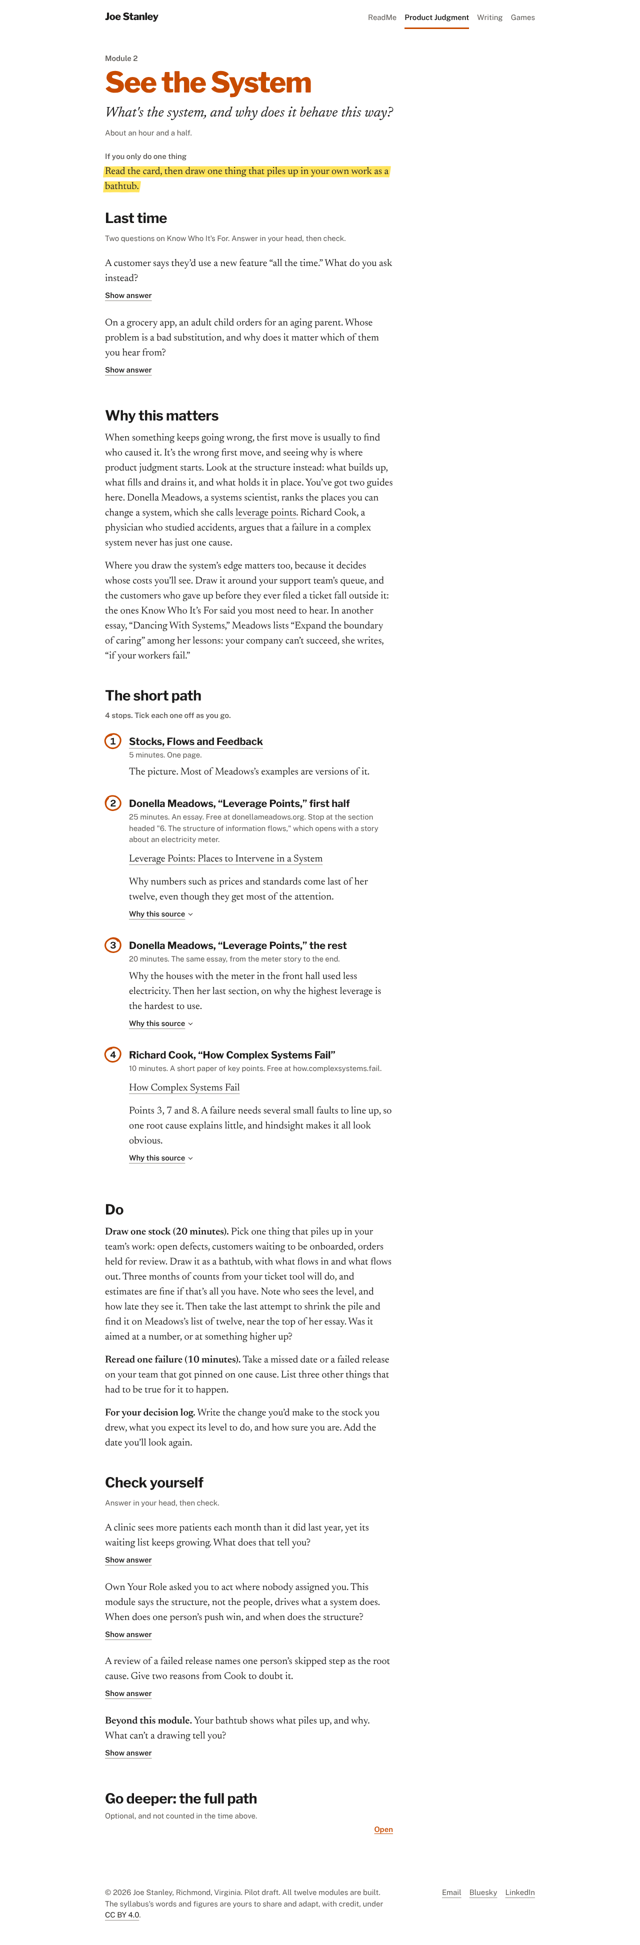 Joe Stanley
ReadMe Product Judgment Writing Games
Module 2
See the System
What's the system, and why does it behave this way?
About an hour and a half.
If you only do one thing
Read the card, then draw one thing that piles up in your own work as a
bathtub.
Last time
Two questions on Know Who It's For. Answer in your head, then check.
A customer says they'd use a new feature “all the time.” What do you ask
instead?
Show answer
On a grocery app, an adult child orders for an aging parent. Whose
problem is a bad substitution, and why does it matter which of them
you hear from?
Show answer
Why this matters
When something keeps going wrong, the first move is usually to find
who caused it. It's the wrong first move, and seeing why is where
product judgment starts. Look at the structure instead: what builds up,
what fills and drains it, and what holds it in place. You've got two guides
here. Donella Meadows, a systems scientist, ranks the places you can
change a system, which she calls leverage points. Richard Cook, a
physician who studied accidents, argues that a failure in a complex
system never has just one cause.
Where you draw the system's edge matters too, because it decides
whose costs you'll see. Draw it around your support team's queue, and
the customers who gave up before they ever filed a ticket fall outside it:
the ones Know Who It's For said you most need to hear. In another
essay, “Dancing With Systems,” Meadows lists “Expand the boundary
of caring” among her lessons: your company can't succeed, she writes,
“if your workers fail.”
The short path
4 stops. Tick each one off as you go.
1 Stocks, Flows and Feedback
5 minutes. One page.
The picture. Most of Meadows's examples are versions of it.
2 Donella Meadows, “Leverage Points,” first half
25 minutes. An essay. Free at donellameadows.org. Stop at the section
headed “6. The structure of information flows,” which opens with a story
about an electricity meter.
Leverage Points: Places to Intervene in a System
Why numbers such as prices and standards come last of her
twelve, even though they get most of the attention.
Why this source
3 Donella Meadows, “Leverage Points,” the rest
20 minutes. The same essay, from the meter story to the end.
Why the houses with the meter in the front hall used less
electricity. Then her last section, on why the highest leverage is
the hardest to use.
Why this source
4 Richard Cook, “How Complex Systems Fail”
10 minutes. A short paper of key points. Free at how.complexsystems.fail.
How Complex Systems Fail
Points 3, 7 and 8. A failure needs several small faults to line up, so
one root cause explains little, and hindsight makes it all look
obvious.
Why this source
Do
Draw one stock (20 minutes). Pick one thing that piles up in your
team's work: open defects, customers waiting to be onboarded, orders
held for review. Draw it as a bathtub, with what flows in and what flows
out. Three months of counts from your ticket tool will do, and
estimates are fine if that's all you have. Note who sees the level, and
how late they see it. Then take the last attempt to shrink the pile and
find it on Meadows's list of twelve, near the top of her essay. Was it
aimed at a number, or at something higher up?
Reread one failure (10 minutes). Take a missed date or a failed release
on your team that got pinned on one cause. List three other things that
had to be true for it to happen.
For your decision log. Write the change you'd make to the stock you
drew, what you expect its level to do, and how sure you are. Add the
date you'll look again.
Check yourself
Answer in your head, then check.
A clinic sees more patients each month than it did last year, yet its
waiting list keeps growing. What does that tell you?
Show answer
Own Your Role asked you to act where nobody assigned you. This
module says the structure, not the people, drives what a system does.
When does one person's push win, and when does the structure?
Show answer
A review of a failed release names one person's skipped step as the root
cause. Give two reasons from Cook to doubt it.
Show answer
Beyond this module. Your bathtub shows what piles up, and why.
What can't a drawing tell you?
Show answer
Go deeper: the full path
Optional, and not counted in the time above.
Open
© 2026 Joe Stanley, Richmond, Virginia. Pilot draft. All twelve modules are built.
The syllabus's words and figures are yours to share and adapt, with credit, under
CC BY 4.0.
Email Bluesky LinkedIn